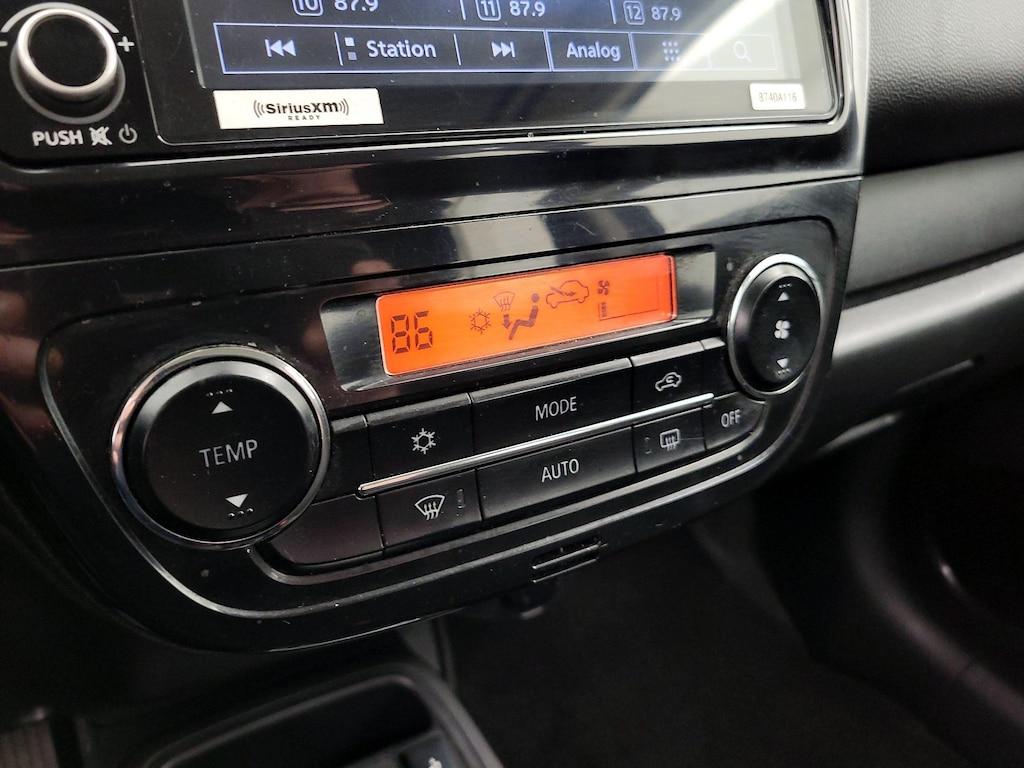 10 87.9 11 87.9 12 87.9
Station Analog
SiriusXm
READY
8740A116
- +
PUSH
86
TEMP
MODE
AUTO
OFF